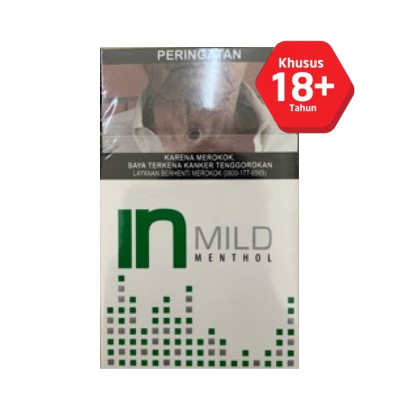 PERINGATAN
Khusus
18+
Tahun
KARENA MEROKOK,
SAYA TERKENA KANKER TENGGOROKAN
LAYANAN BERHENTI MEROKOK (0800-177-6565)
in MILD
MENTHOL